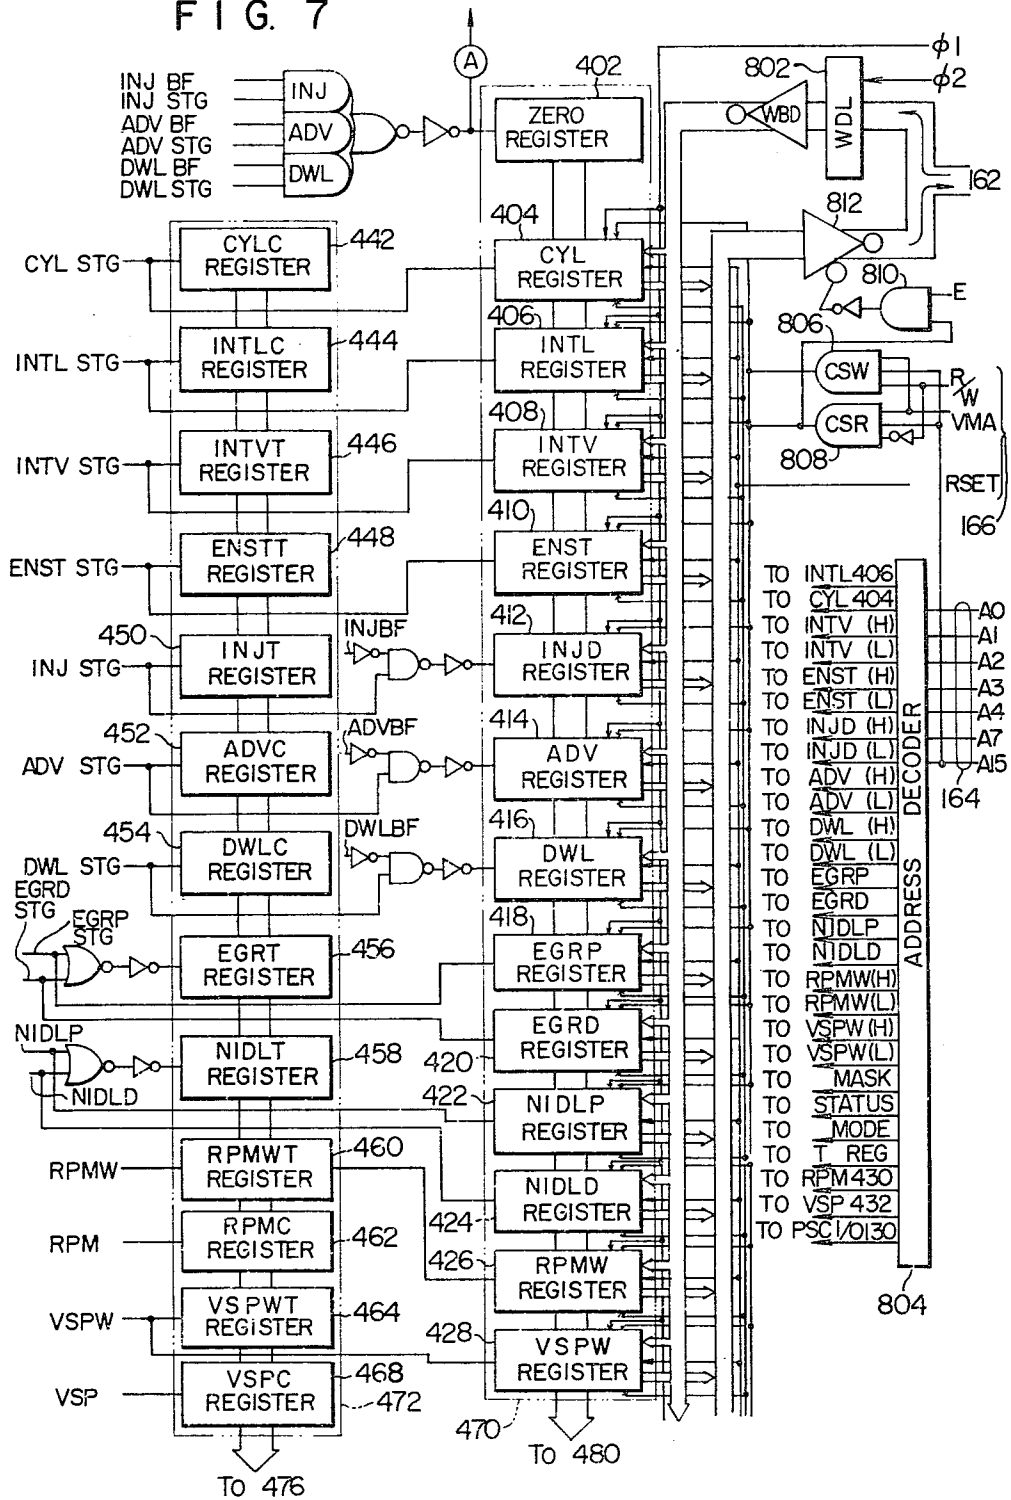 FIG. 7
INJ BF
INJ STG
ADV BF
ADV STG
DWL BF
DWL STG
INJ
ADV
DWL
A
402
ZERO
REGISTER
φ1
φ2
802
WBD
WDL
162
812
810
E
806
CSW
R/W
VMA
CSR
808
RSET
166
CYL STG
CYLC
REGISTER
442
404
CYL
REGISTER
INTL STG
INTLC
REGISTER
444
406
INTL
REGISTER
INTV STG
INTVT
REGISTER
446
408
INTV
REGISTER
ENST STG
ENSTT
REGISTER
448
410
ENST
REGISTER
INJ STG
450
INJT
REGISTER
INJBF
412
INJD
REGISTER
ADV STG
452
ADVC
REGISTER
ADVBF
414
ADV
REGISTER
DWL STG
454
DWLC
REGISTER
DWLBF
416
DWL
REGISTER
EGRD
STG
EGRP
STG
EGRT
REGISTER
456
418
EGRP
REGISTER
EGRD
REGISTER
420
NIDLP
NIDLD
NIDLT
REGISTER
458
422
NIDLP
REGISTER
RPMW
RPMWT
REGISTER
460
NIDLD
REGISTER
424
RPM
RPMC
REGISTER
462
426
RPMW
REGISTER
VSPW
VSPWT
REGISTER
464
428
VSPW
REGISTER
VSP
VSPC
REGISTER
468
472
470
To 476
To 480
TO INTL406
TO CYL404
TO INTV (H)
TO INTV (L)
TO ENST (H)
TO ENST (L)
TO INJD (H)
TO INJD (L)
TO ADV (H)
TO ADV (L)
TO DWL (H)
TO DWL (L)
TO EGRP
TO EGRD
TO NIDLP
TO NIDLD
TO RPMW(H)
TO RPMW(L)
TO VSPW(H)
TO VSPW(L)
TO MASK
TO STATUS
TO MODE
TO T REG
TO RPM430
TO VSP 432
TO PSC I/O130
ADDRESS DECODER
804
A0
A1
A2
A3
A4
A7
A15
164